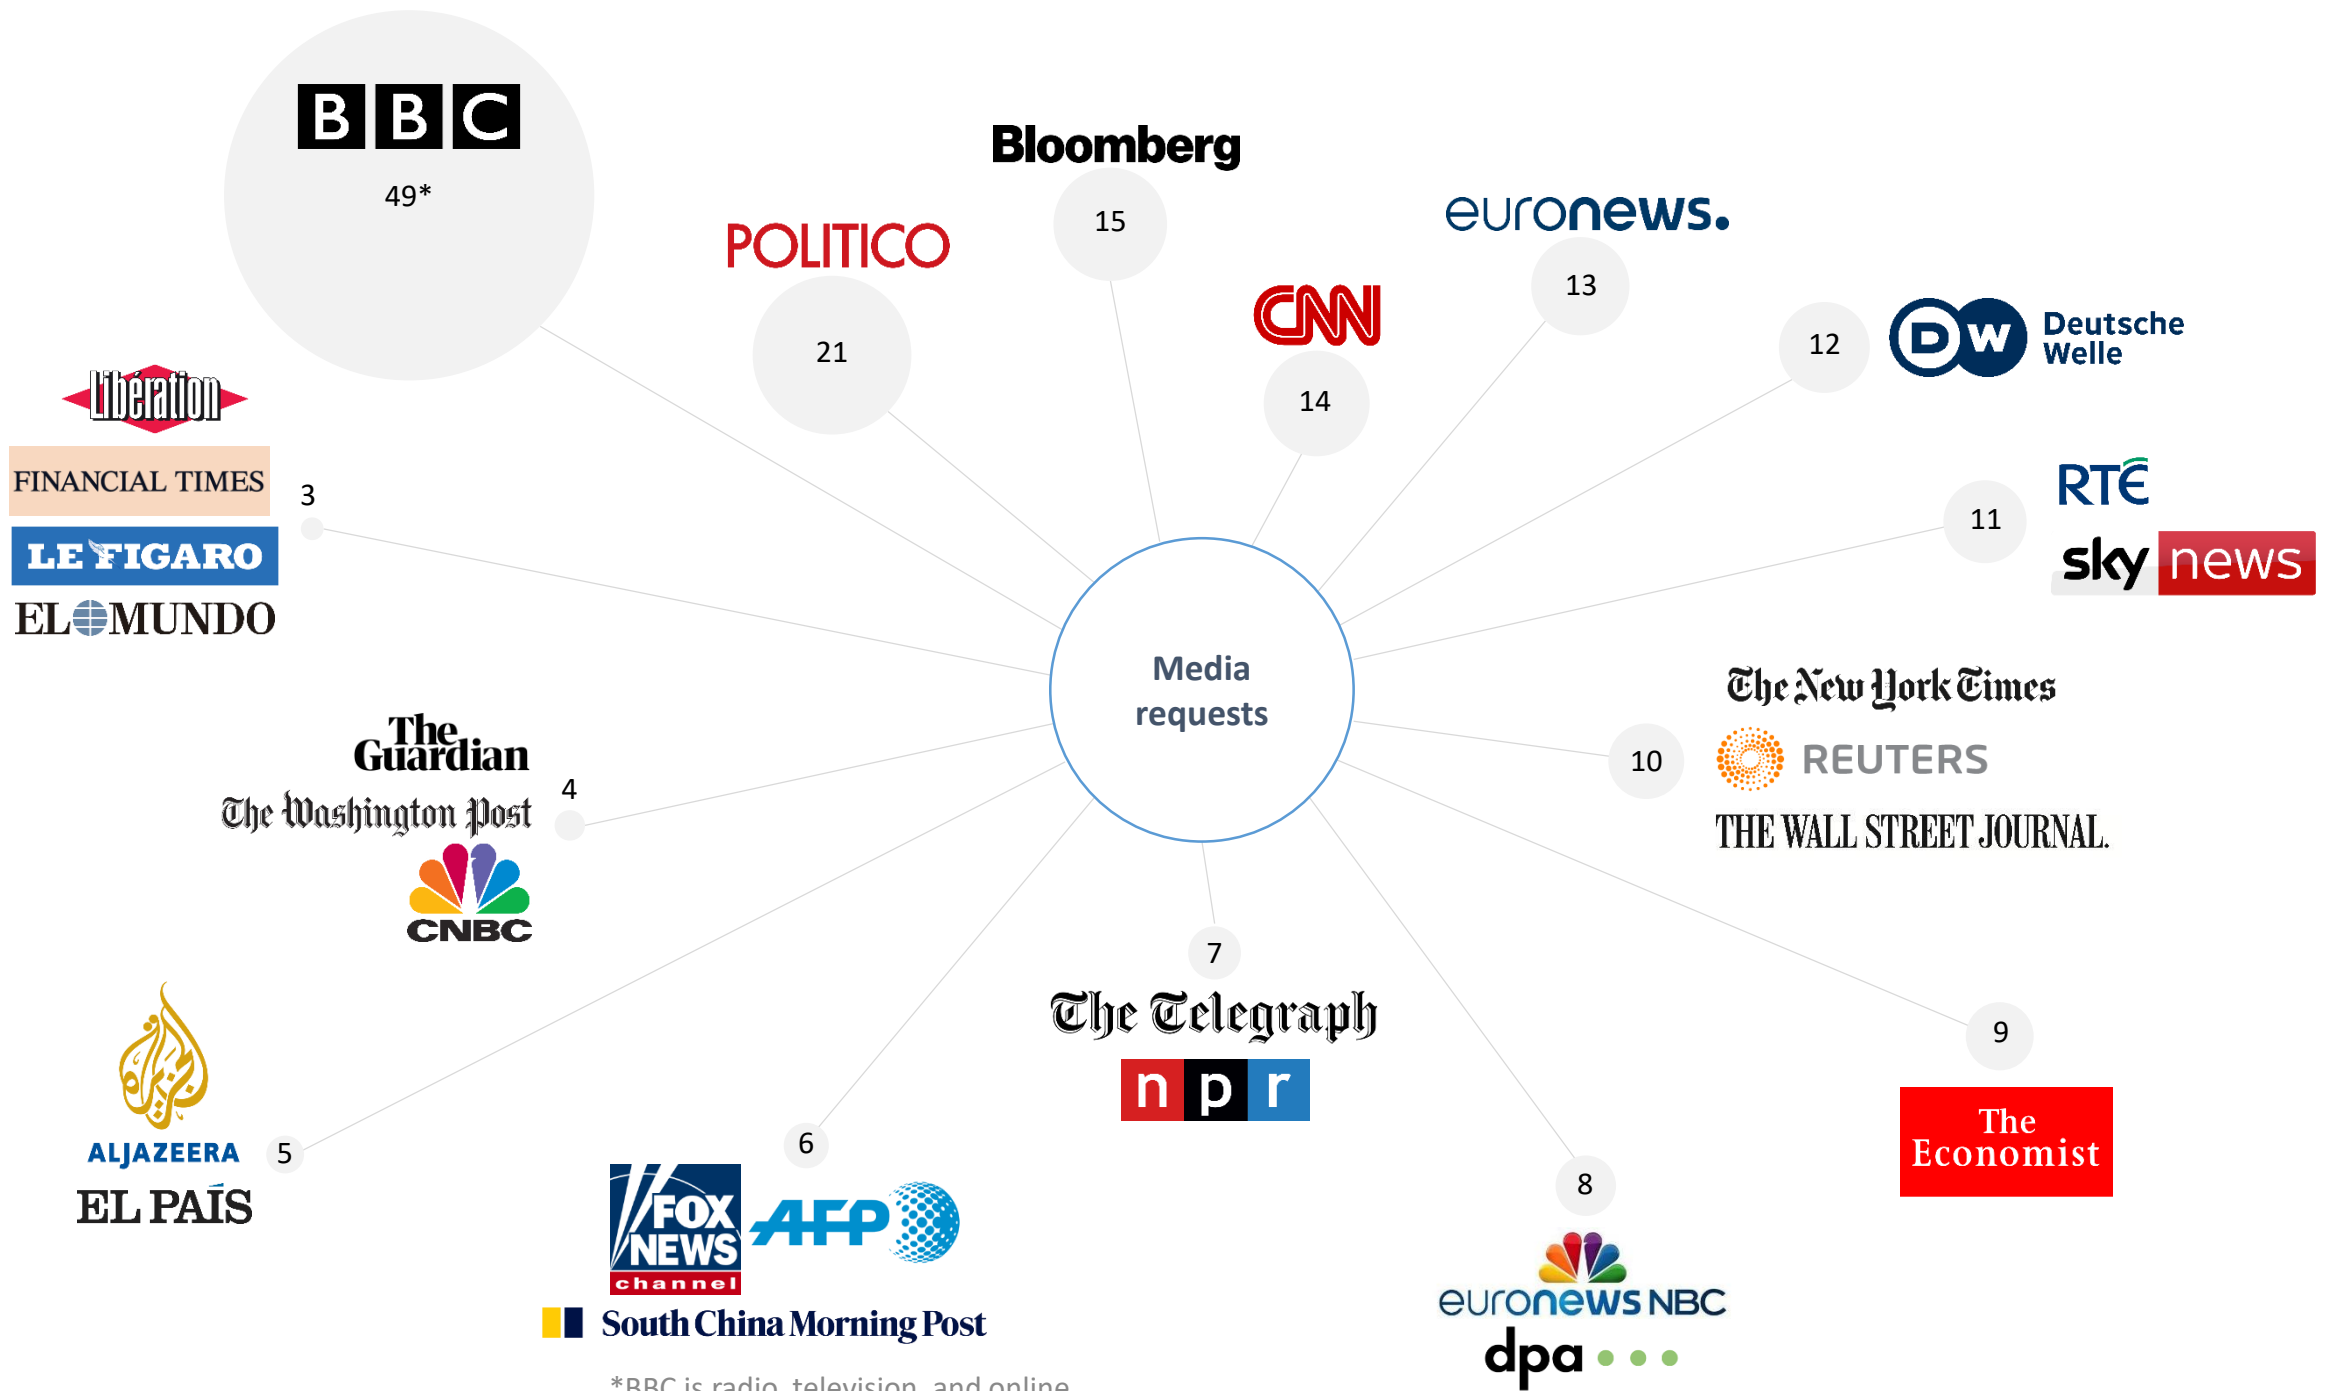 BBC
49*
Bloomberg
15
POLITICO
21
euronews.
13
CNN
14
DW Deutsche
Welle
12
Libération
FINANCIAL TIMES
LE FIGARO
EL MUNDO
3
RTÉ
sky news
11
Media
requests
The New York Times
REUTERS
THE WALL STREET JOURNAL.
10
The
Guardian
The Washington Post
CNBC
4
7
The Telegraph
npr
9
The
Economist
ALJAZEERA
EL PAÍS
5
6
FOX
NEWS
channel
AFP
South China Morning Post
8
euronews NBC
dpa
*BBC is radio, television, and online